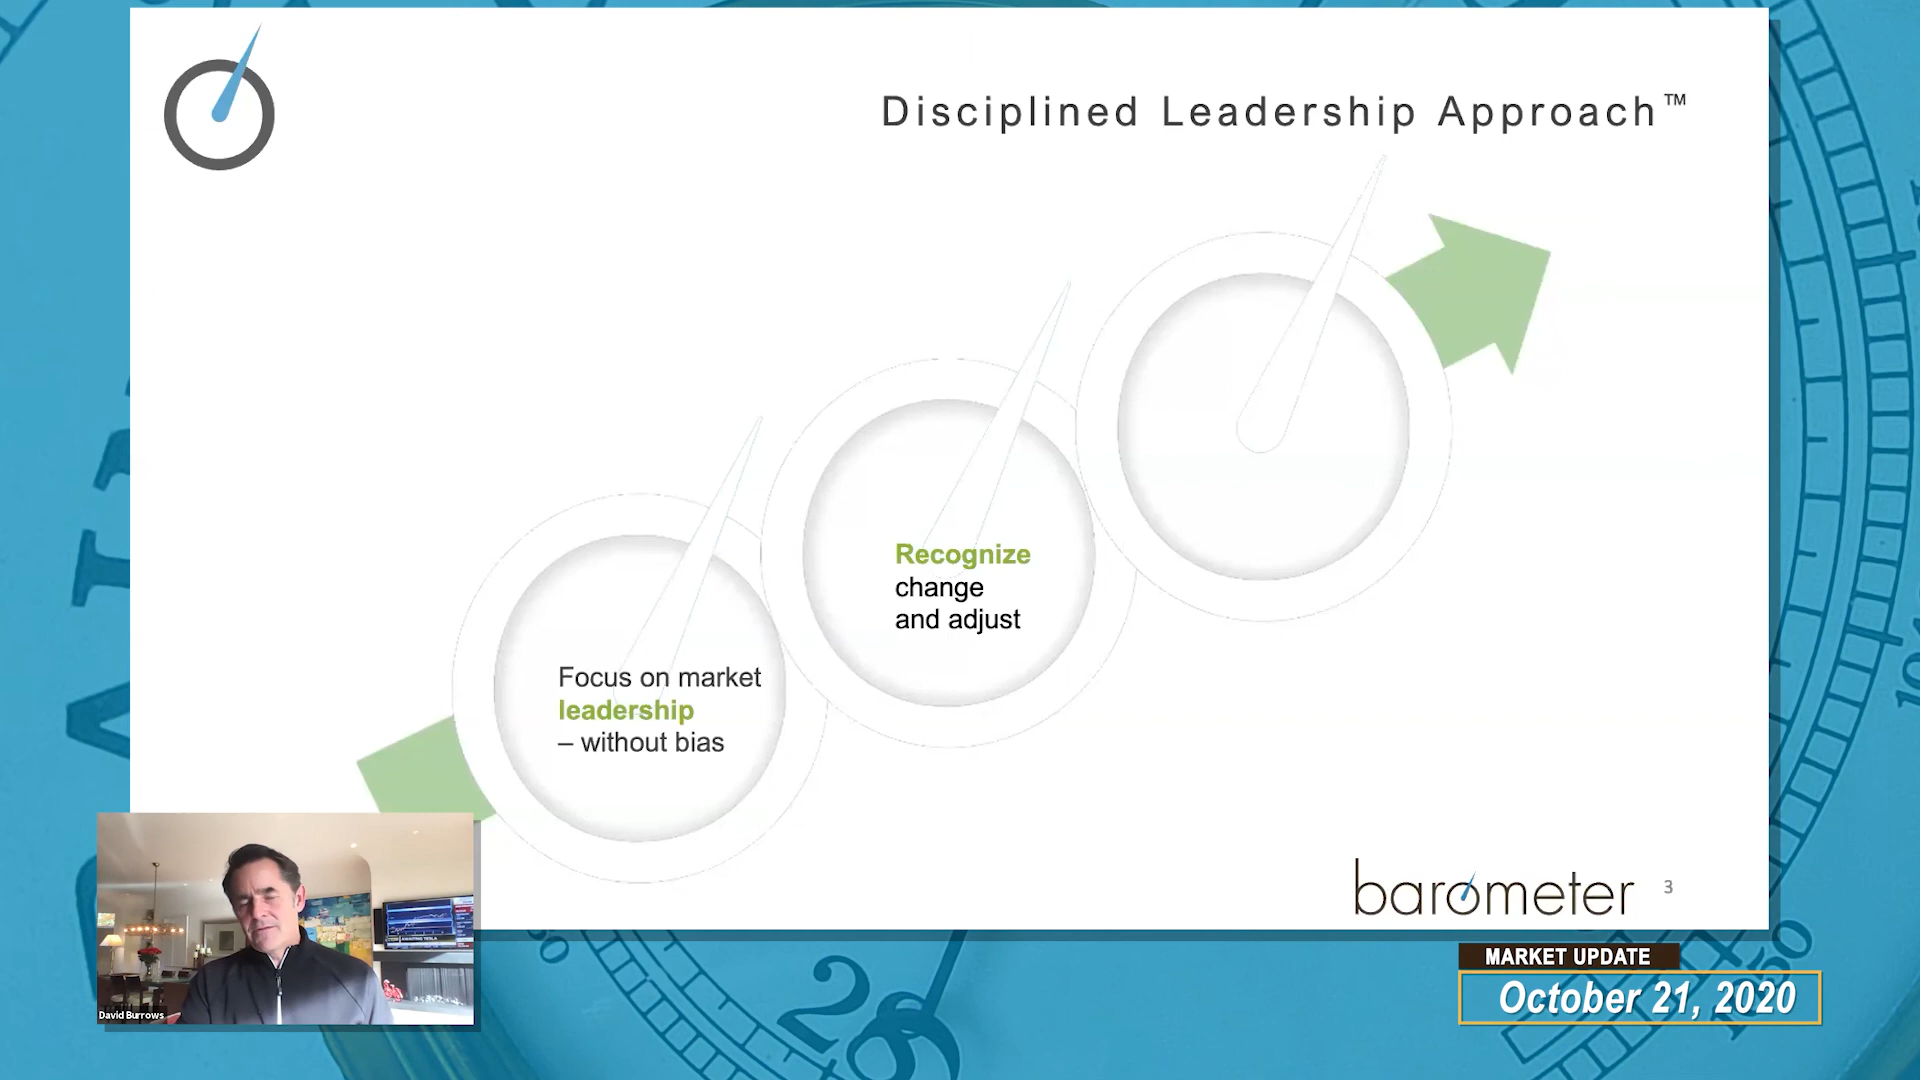 Disciplined Leadership Approach™
Recognize
change
and adjust
Focus on market
leadership
– without bias
barometer
3
David Burrows
MARKET UPDATE
October 21, 2020